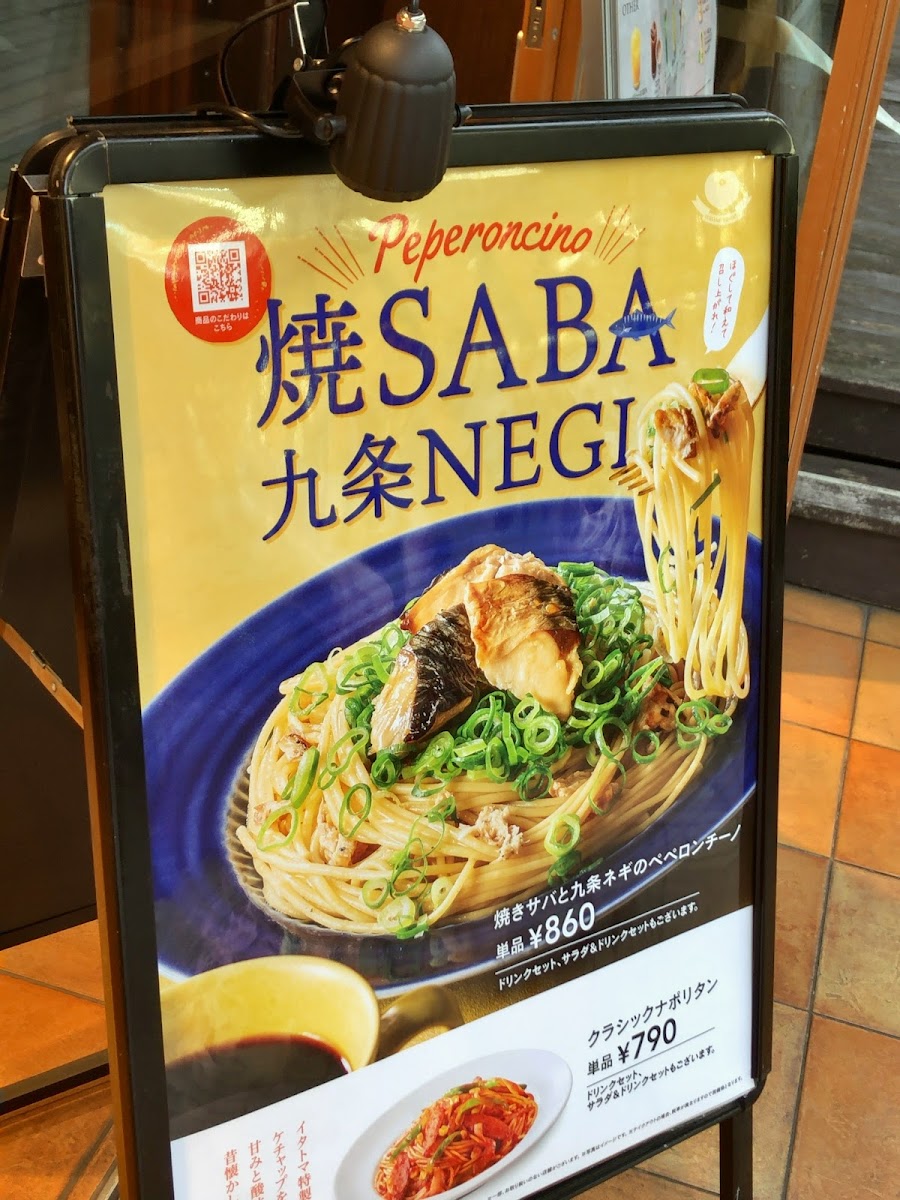 OTHER
Peperoncino
商品のこだわりは
こちら
焼SABA
九条NEGI
ほぐして和えて
召し上がれ!
焼きサバと九条ネギのペペロンチーノ
単品 ¥860
ドリンクセット、サラダ&ドリンクセットもございます。
クラシックナポリタン
単品 ¥790
ドリンクセット、
サラダ&ドリンクセットもございます。
イタトマ特製
ケチャップを
甘みと酸
昔懐か